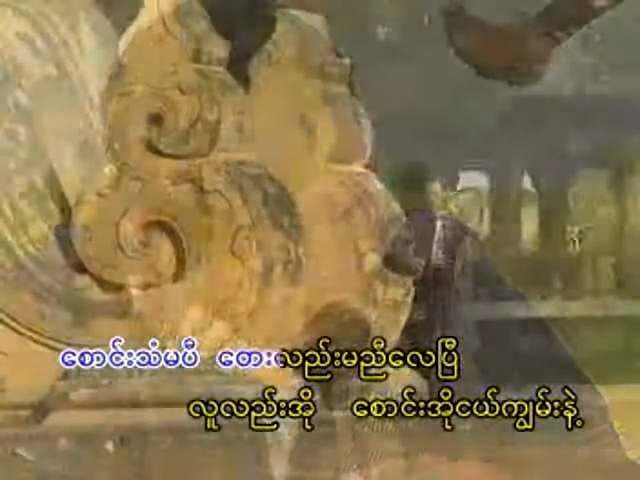 စောင်းသံမပီ တေးလည်းမညီလေပြီ
လူလည်းအို စောင်းအိုငယ်ကျွမ်းနဲ့